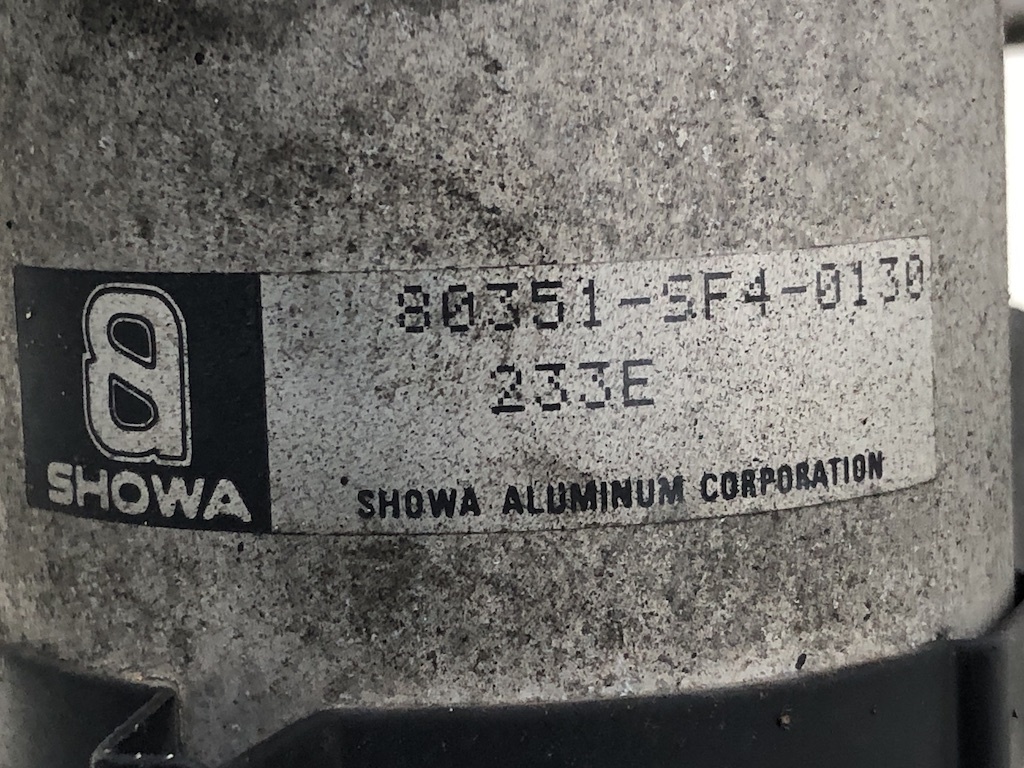 80351-SF4-0130
233E
SHOWA
SHOWA ALUMINUM CORPORATION